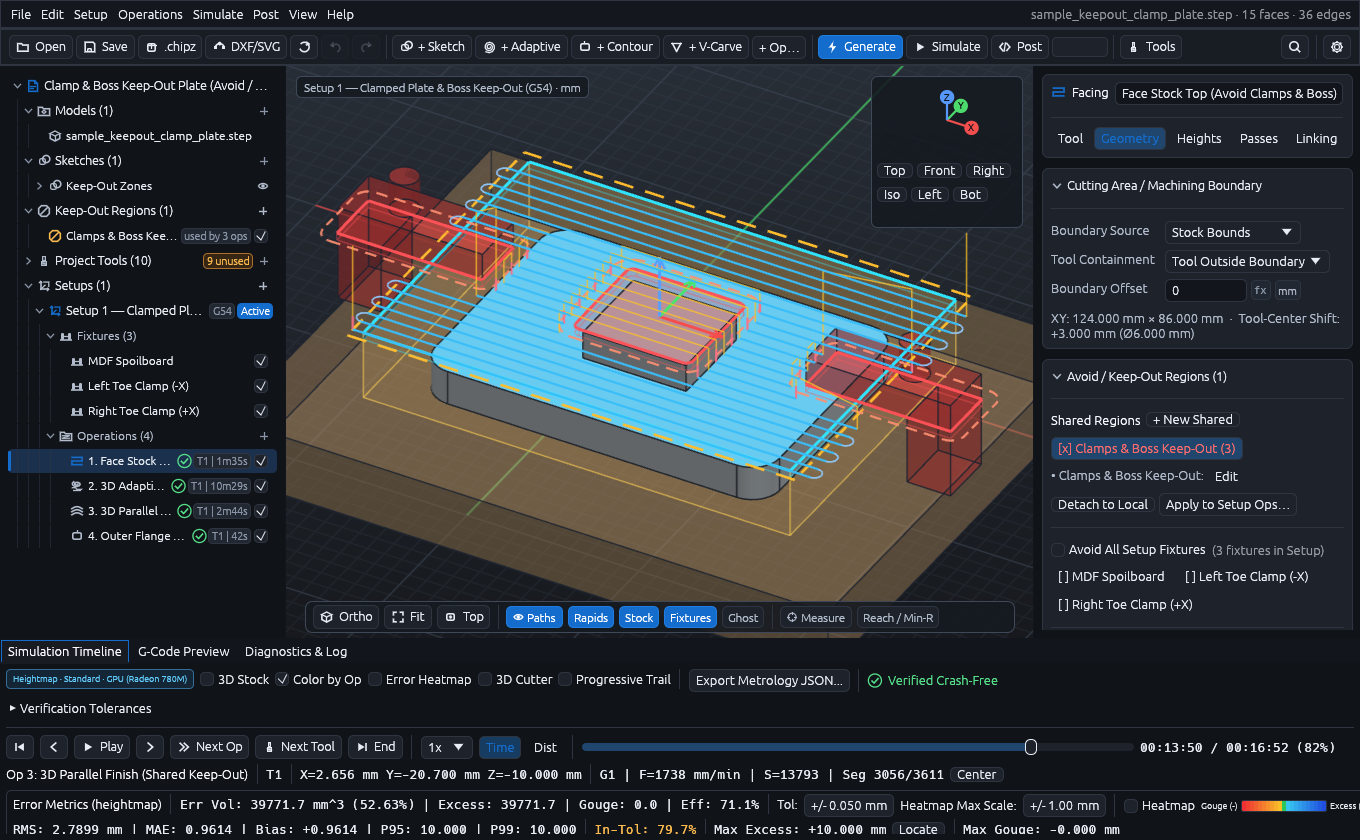 File Edit Setup Operations Simulate Post View Help
sample_keepout_clamp_plate.step · 15 faces · 36 edges
Open Save .chipz DXF/SVG + Sketch + Adaptive + Contour + V-Carve + Op… Generate Simulate Post Tools
Clamp & Boss Keep-Out Plate (Avoid / …
Models (1) +
sample_keepout_clamp_plate.step
Sketches (1) +
Keep-Out Zones
Keep-Out Regions (1) +
Clamps & Boss Kee… used by 3 ops
Project Tools (10) 9 unused +
Setups (1) +
Setup 1 — Clamped Pl… G54 Active
Fixtures (3)
MDF Spoilboard
Left Toe Clamp (-X)
Right Toe Clamp (+X)
Operations (4) +
1. Face Stock … T1 | 1m35s
2. 3D Adapti… T1 | 10m29s
3. 3D Parallel … T1 | 2m44s
4. Outer Flange … T1 | 42s
Setup 1 — Clamped Plate & Boss Keep-Out (G54) · mm
Z Y X
Top Front Right
Iso Left Bot
Ortho Fit Top Paths Rapids Stock Fixtures Ghost Measure Reach / Min-R
Facing Face Stock Top (Avoid Clamps & Boss)
Tool Geometry Heights Passes Linking
Cutting Area / Machining Boundary
Boundary Source Stock Bounds
Tool Containment Tool Outside Boundary
Boundary Offset 0 fx mm
XY: 124.000 mm × 86.000 mm · Tool-Center Shift:
+3.000 mm (Ø6.000 mm)
Avoid / Keep-Out Regions (1)
Shared Regions + New Shared
[x] Clamps & Boss Keep-Out (3)
• Clamps & Boss Keep-Out: Edit
Detach to Local Apply to Setup Ops…
Avoid All Setup Fixtures (3 fixtures in Setup)
[ ] MDF Spoilboard [ ] Left Toe Clamp (-X)
[ ] Right Toe Clamp (+X)
Simulation Timeline G-Code Preview Diagnostics & Log
Heightmap · Standard · GPU (Radeon 780M) 3D Stock Color by Op Error Heatmap 3D Cutter Progressive Trail Export Metrology JSON… Verified Crash-Free
Verification Tolerances
Play Next Op Next Tool End 1x Time Dist 00:13:50 / 00:16:52 (82%)
Op 3: 3D Parallel Finish (Shared Keep-Out) T1 X=2.656 mm Y=-20.700 mm Z=-10.000 mm G1 | F=1738 mm/min | S=13793 | Seg 3056/3611 Center
Error Metrics (heightmap) Err Vol: 39771.7 mm^3 (52.63%) | Excess: 39771.7 | Gouge: 0.0 | Eff: 71.1% Tol: +/-0.050 mm Heatmap Max Scale: +/-1.00 mm Heatmap Gouge (-) Excess
RMS: 2.7899 mm | MAE: 0.9614 | Bias: +0.9614 | P95: 10.000 | P99: 10.000 In-Tol: 79.7% Max Excess: +10.000 mm Locate Max Gouge: -0.000 mm